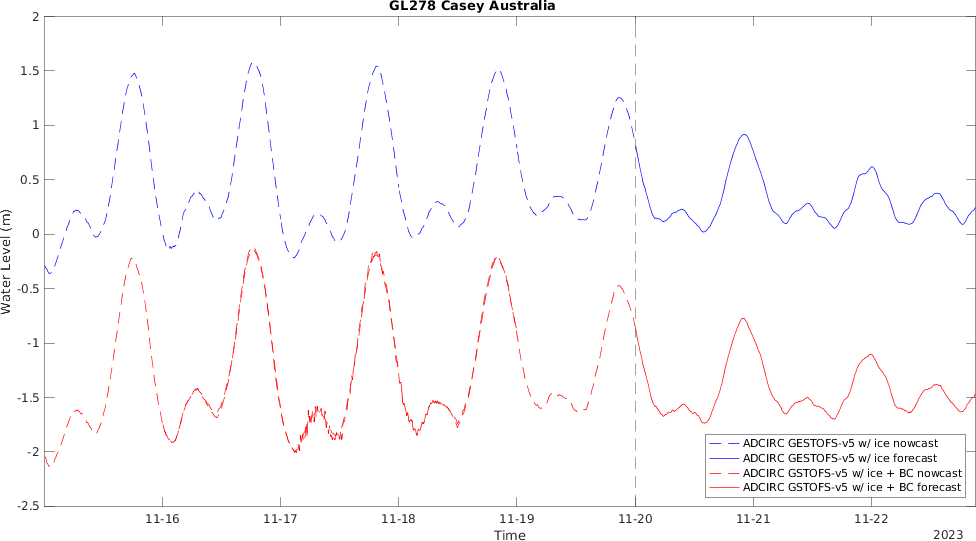 GL278 Casey Australia
2
1.5
1
0.5
0
-0.5
-1
-1.5
-2
-2.5
Water Level (m)
11-16 11-17 11-18 11-19 11-20 11-21 11-22
Time
2023
ADCIRC GESTOFS-v5 w/ ice nowcast
ADCIRC GESTOFS-v5 w/ ice forecast
ADCIRC GSTOFS-v5 w/ ice + BC nowcast
ADCIRC GSTOFS-v5 w/ ice + BC forecast